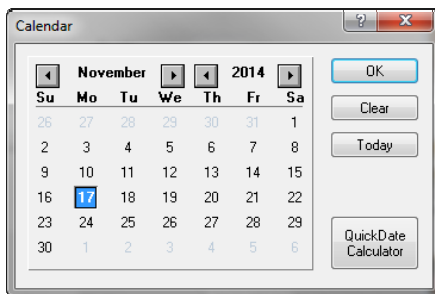 Calendar
?
November 2014
Su Mo Tu We Th Fr Sa
26 27 28 29 30 31 1
2 3 4 5 6 7 8
9 10 11 12 13 14 15
16 17 18 19 20 21 22
23 24 25 26 27 28 29
30 1 2 3 4 5 6
OK
Clear
Today
QuickDate
Calculator